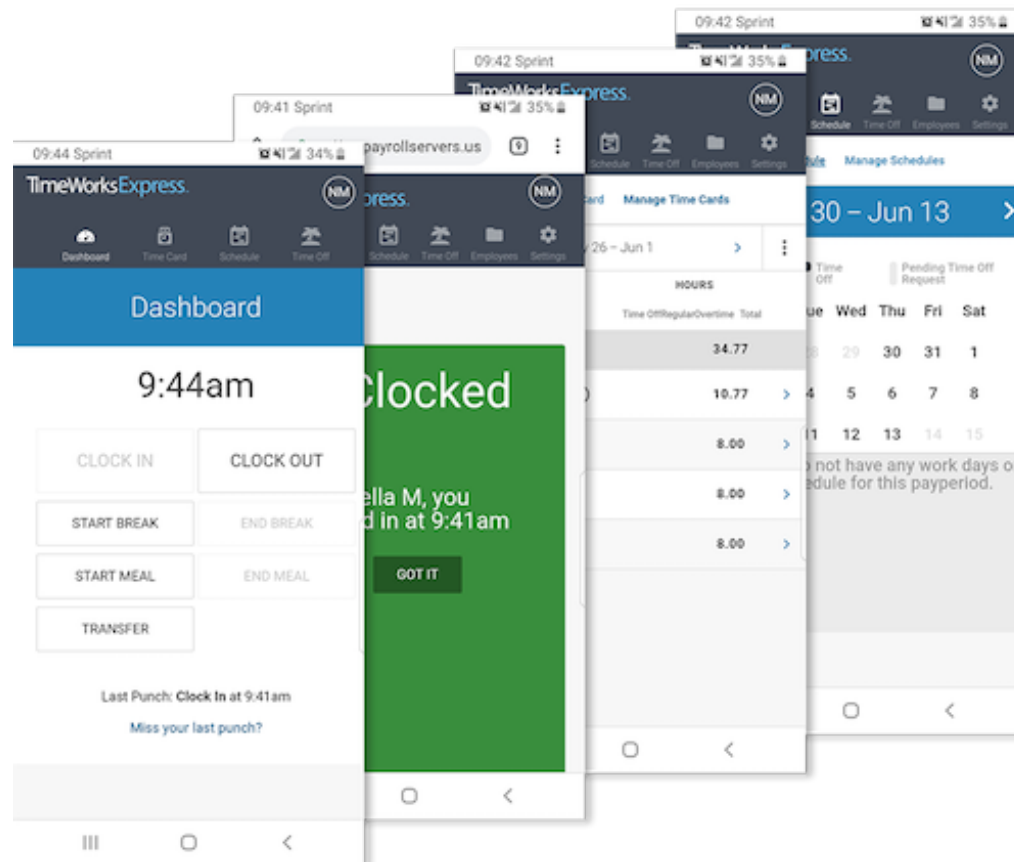 09:44 Sprint 34%
TimeWorksExpress.
NM
Dashboard Time Card Schedule Time Off
Dashboard
9:44am
CLOCK IN CLOCK OUT
START BREAK END BREAK
START MEAL END MEAL
TRANSFER
Last Punch: Clock In at 9:41am
Miss your last punch?
09:41 Sprint 35%
payrollservers.us 9
press.
NM
Schedule Time Off Employees Settings
Clocked
ella M, you
d in at 9:41am
GOT IT
09:42 Sprint 35%
TimeWorksExpress.
NM
Schedule Time Off Employees Settings
ard Manage Time Cards
26 – Jun 1
HOURS
Time Off Regular Overtime Total
34.77
10.77
8.00
8.00
8.00
09:42 Sprint 35%
press.
NM
Schedule Time Off Employees Settings
Manage Schedules
30 – Jun 13
Time Off
Pending Time Off
Request
ue Wed Thu Fri Sat
28 29 30 31 1
4 5 6 7 8
11 12 13 14 15
not have any work days o
edule for this payperiod.